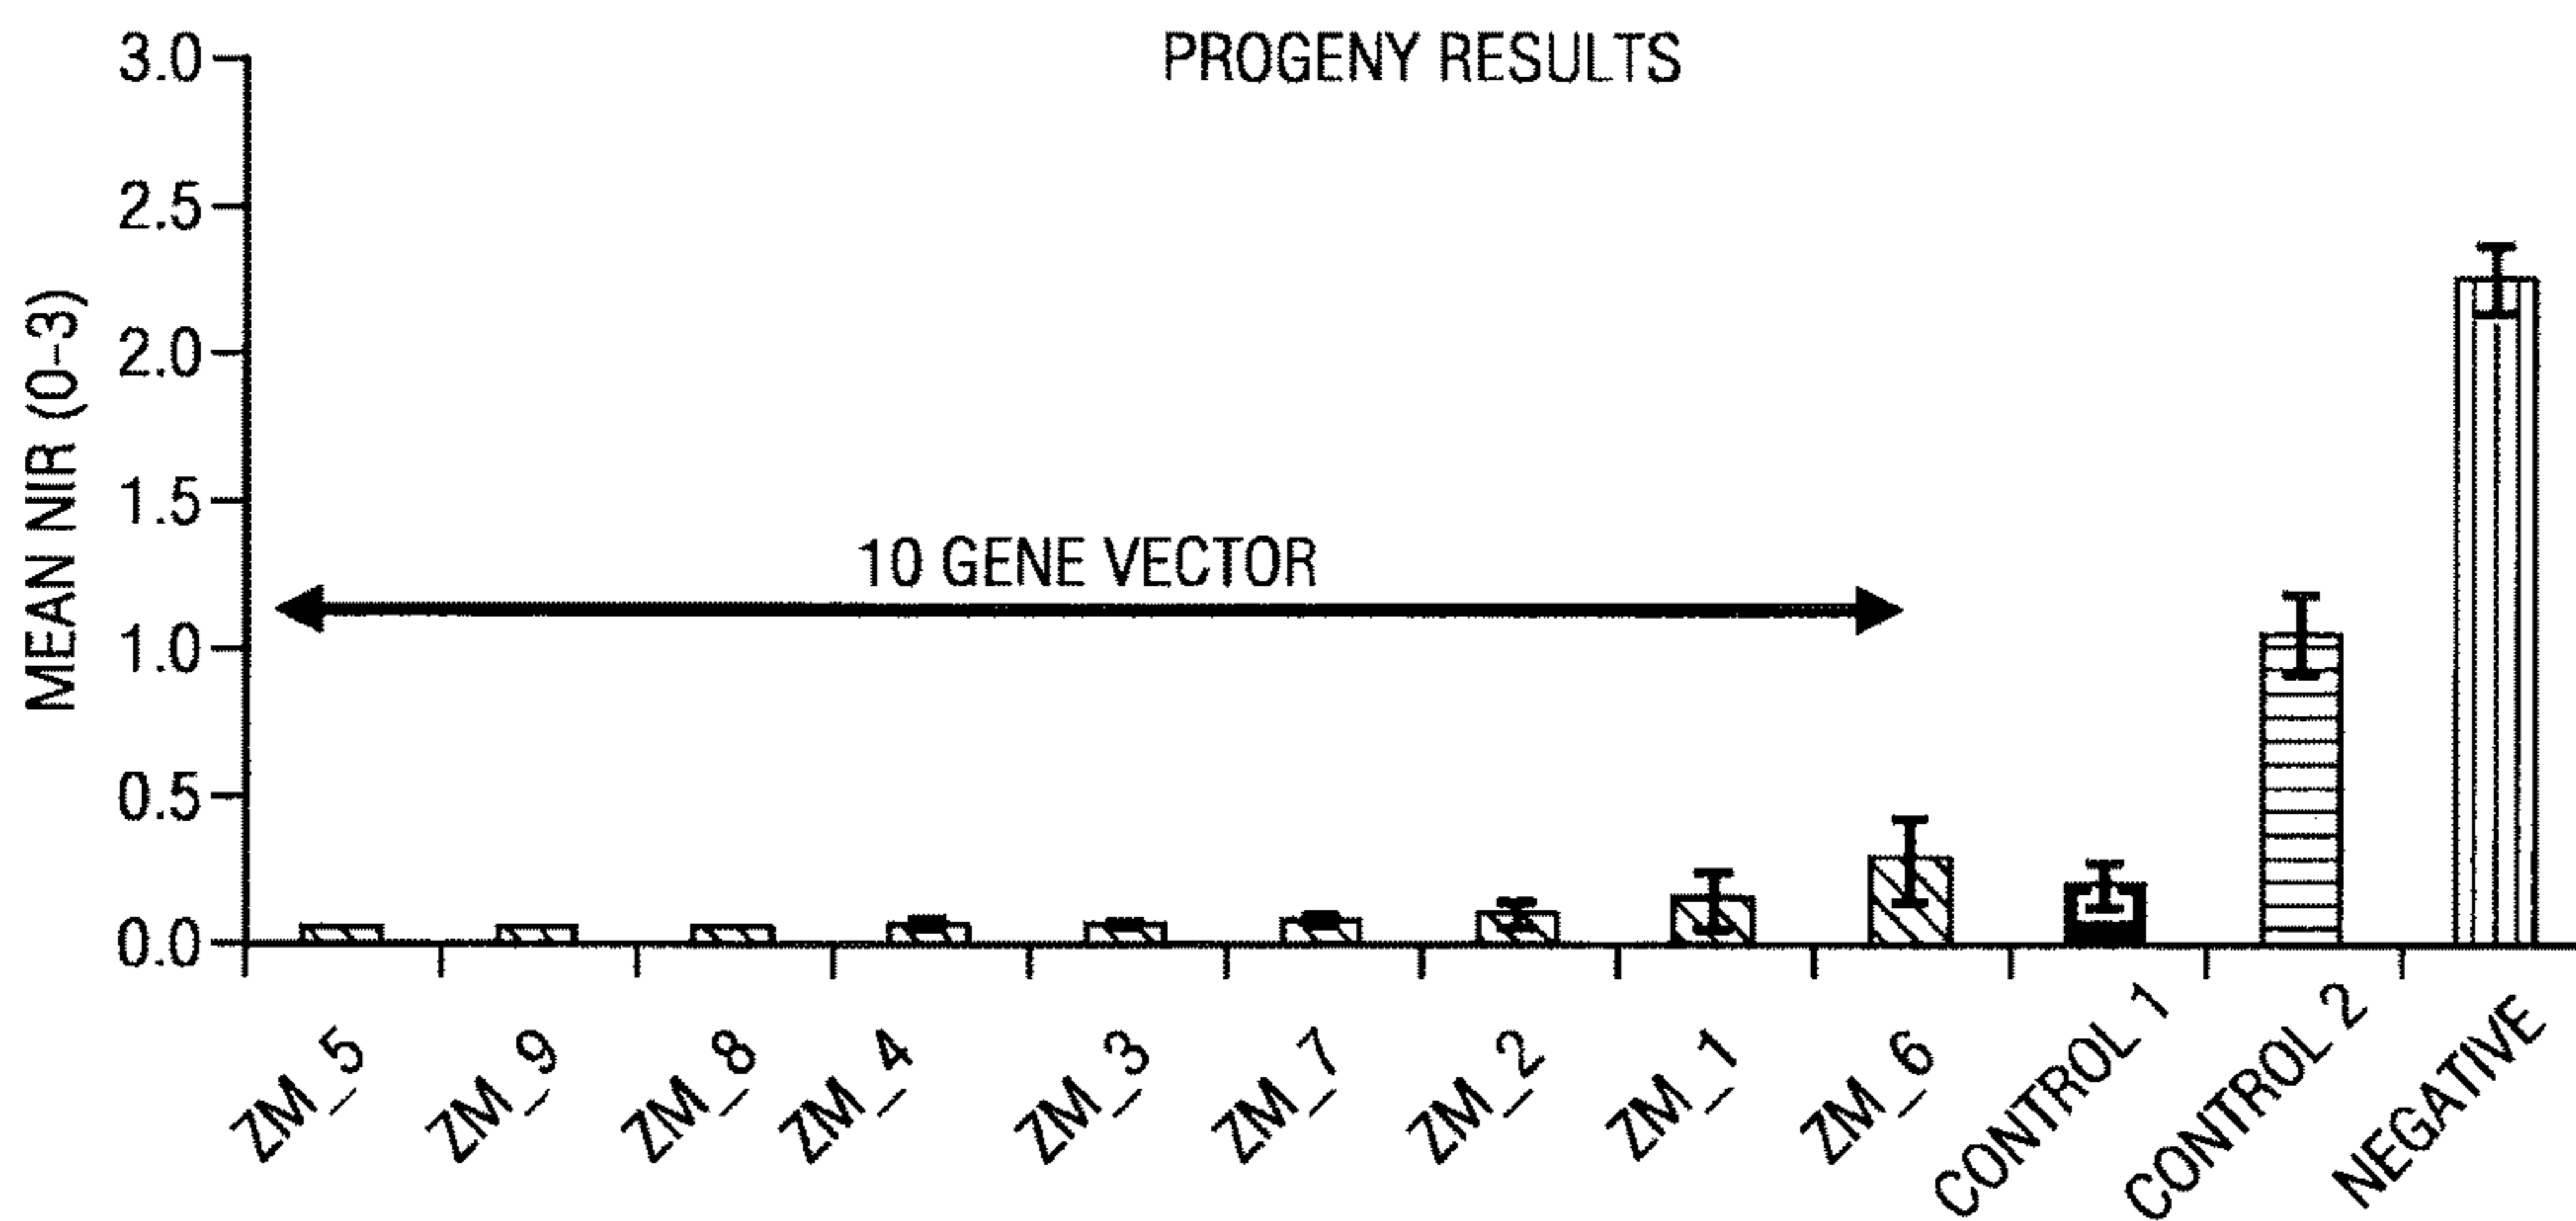 PROGENY RESULTS
MEAN NIR (0-3)
3.0
2.5
2.0
1.5
1.0
0.5
0.0
10 GENE VECTOR
ZM_5
ZM_9
ZM_8
ZM_4
ZM_3
ZM_7
ZM_2
ZM_1
ZM_6
CONTROL 1
CONTROL 2
NEGATIVE